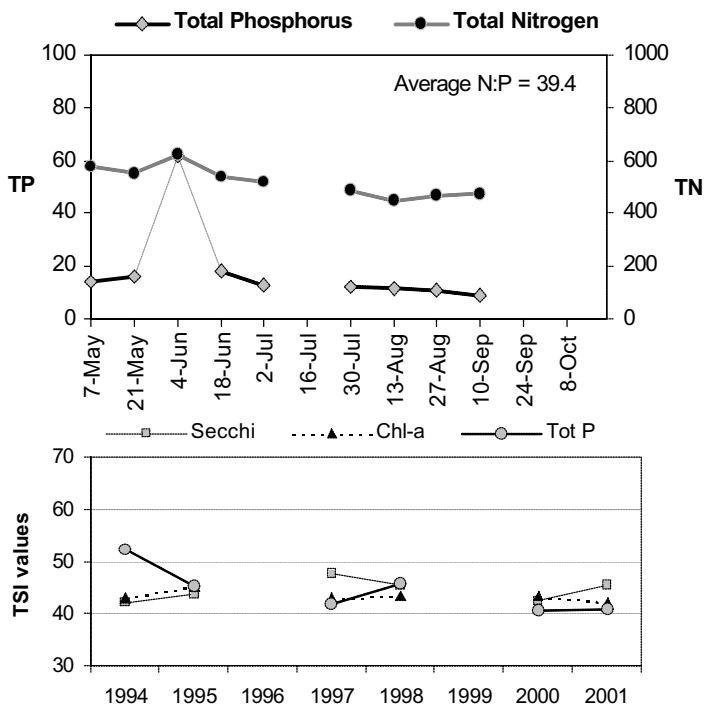 Total Phosphorus Total Nitrogen
100 1000
Average N:P = 39.4
80 800
60 600
TP TN
40 400
20 200
0 0
7-May 21-May 4-Jun 18-Jun 2-Jul 16-Jul 30-Jul 13-Aug 27-Aug 10-Sep 24-Sep 8-Oct
Secchi Chl-a Tot P
70
60
50
TSI values
40
30
1994 1995 1996 1997 1998 1999 2000 2001